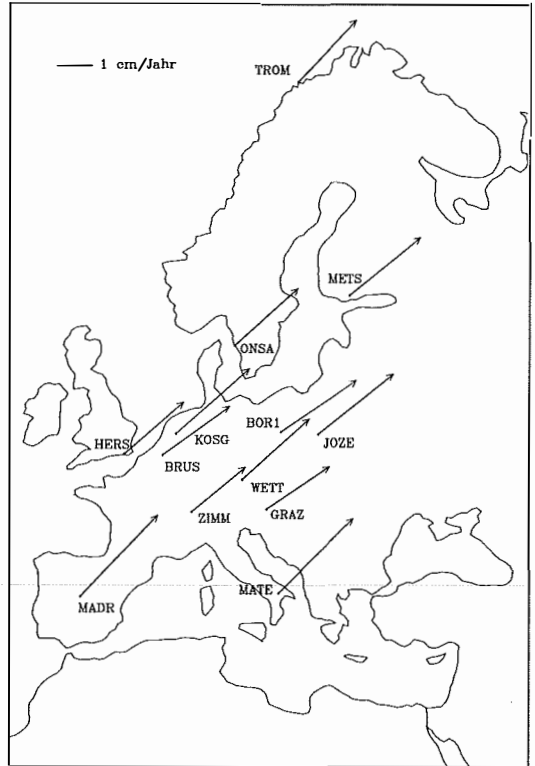 1 cm/Jahr
TROM
METS
ONSA
BOR1
HERS
KOSG
JOZE
BRUS
WETT
ZIMM
GRAZ
MATE
MADR